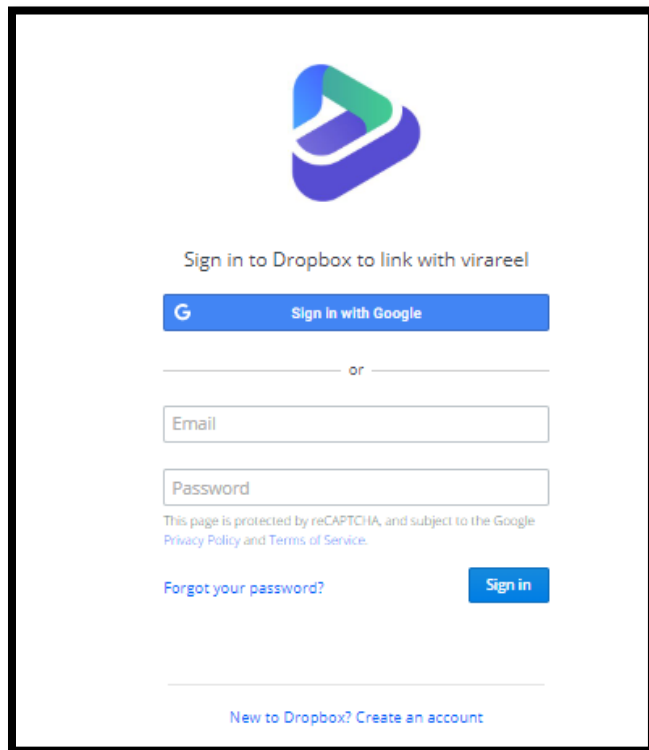 Sign in to Dropbox to link with virareel
G Sign in with Google
or
Email
Password
This page is protected by reCAPTCHA, and subject to the Google
Privacy Policy and Terms of Service.
Forgot your password?
Sign in
New to Dropbox? Create an account